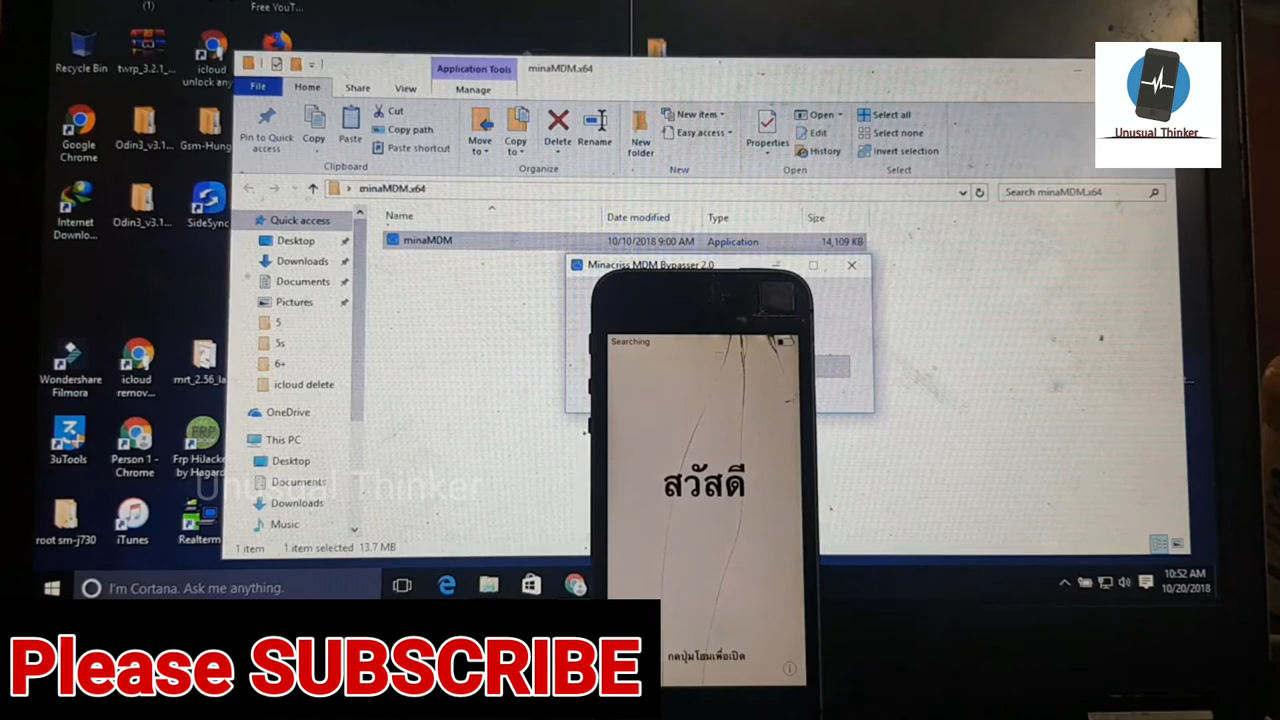 (1)
Free YouT...
Recycle Bin
twrp_3.2.1_...
icloud
unlock any
Google
Chrome
Odin3_v3.1...
Gsm-Hung
Internet
Downlo...
Odin3_v3.1...
SideSync
Wondershare
Filmora
icloud
remov...
mrt_2.56_la
3uTools
Person 1 -
Chrome
Frp HiJacker
by Hagard
root sm-j730
iTunes
Realterm
Application Tools
minaMDM.x64
File
Home
Share
View
Manage
Pin to Quick
access
Copy
Paste
Cut
Copy path
Paste shortcut
Clipboard
Move
to
Copy
to
Delete
Rename
Organize
New
folder
New item
Easy access
New
Properties
Open
Edit
History
Open
Select all
Select none
Invert selection
Select
minaMDM.x64
Search minaMDM.x64
Name
Date modified
Type
Size
minaMDM
10/10/2018 9:00 AM
Application
14,109 KB
Quick access
Desktop
Downloads
Documents
Pictures
5
5s
6+
icloud delete
OneDrive
This PC
Desktop
Documents
Downloads
Music
1 item
1 item selected
13.7 MB
Minacriss MDM Bypasser 2.0
Searching
สวัสดี
กดปุ่มโฮมเพื่อเปิด
Unusual Thinker
Unusual Thinker
I'm Cortana. Ask me anything.
10:52 AM
10/20/2018
Please SUBSCRIBE